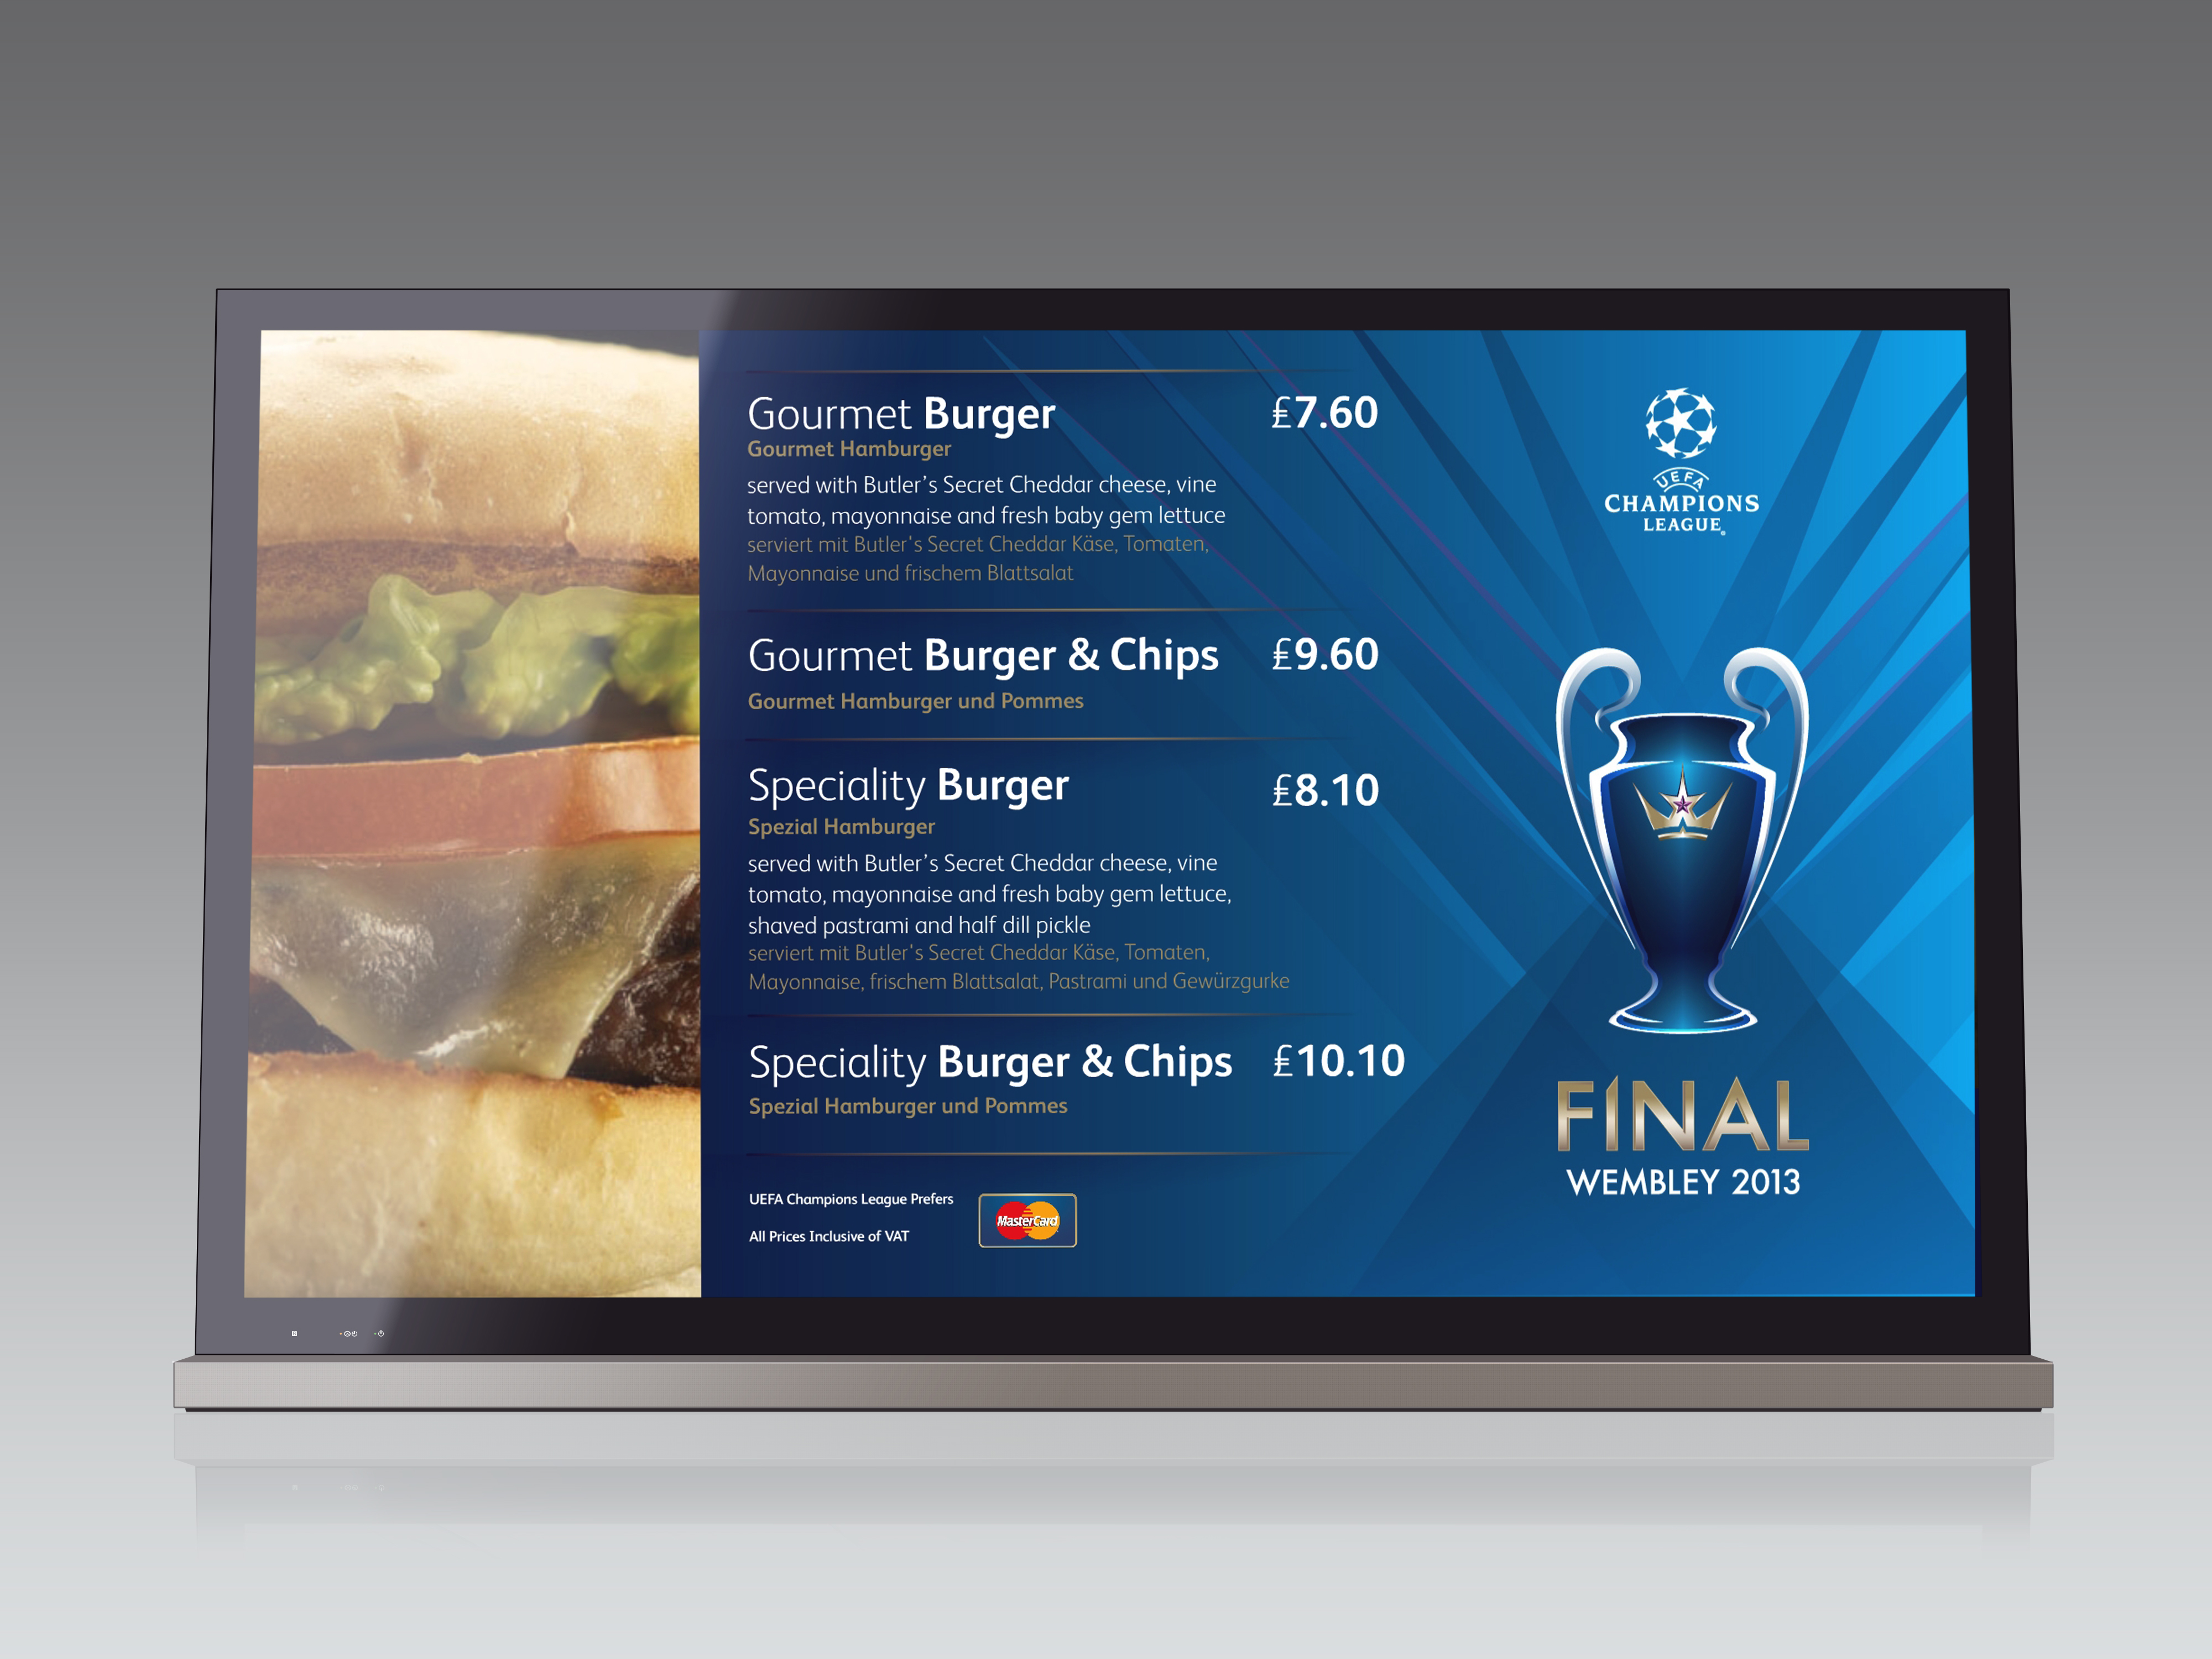 Gourmet Burger £7.60
Gourmet Hamburger
served with Butler's Secret Cheddar cheese, vine
tomato, mayonnaise and fresh baby gem lettuce
serviert mit Butler's Secret Cheddar Käse, Tomaten,
Mayonnaise und frischem Blattsalat
Gourmet Burger & Chips £9.60
Gourmet Hamburger und Pommes
Speciality Burger £8.10
Spezial Hamburger
served with Butler's Secret Cheddar cheese, vine
tomato, mayonnaise and fresh baby gem lettuce,
shaved pastrami and half dill pickle
serviert mit Butler's Secret Cheddar Käse, Tomaten,
Mayonnaise, frischem Blattsalat, Pastrami und Gewürzgurke
Speciality Burger & Chips £10.10
Spezial Hamburger und Pommes
UEFA Champions League Prefers
MasterCard
All Prices Inclusive of VAT
UEFA
CHAMPIONS
LEAGUE®
FINAL
WEMBLEY 2013